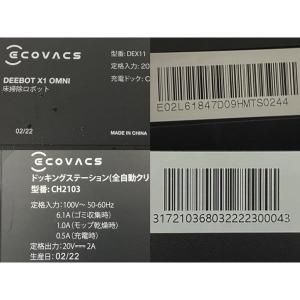 ECOVACS
DEEBOT X1 OMNI
床掃除ロボット
02/22
型番: DEX11
定格入力: 20
充電ドック: C
MADE IN CHINA
E02L61847D09HMTS0244
ECOVACS
ドッキングステーション(全自動クリ
型番: CH2103
定格入力: 100V~ 50-60Hz
6.1A(ゴミ収集時)
1.0A(モップ乾燥時)
0.5A(充電時)
定格出力: 20V⎓2A
生産日: 02/22
317210368032222300043